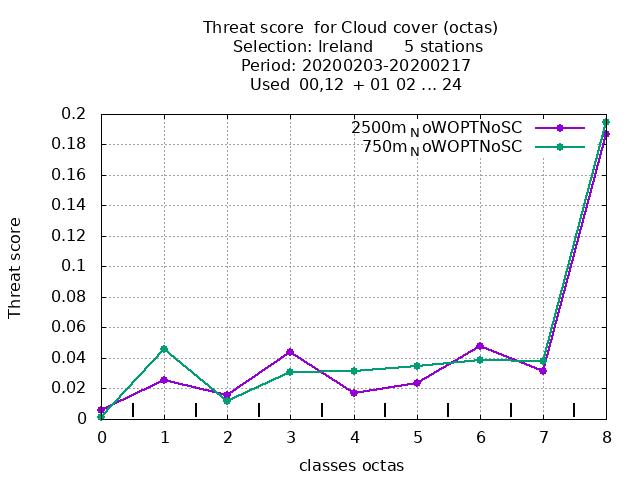 Threat score for Cloud cover (octas)
Selection: Ireland 5 stations
Period: 20200203-20200217
Used 00,12 + 01 02 ... 24
2500m NoWOPTNoSC
750m NoWOPTNoSC
0.2
0.18
0.16
0.14
0.12
0.1
0.08
0.06
0.04
0.02
0
Threat score
0 1 2 3 4 5 6 7 8
classes octas